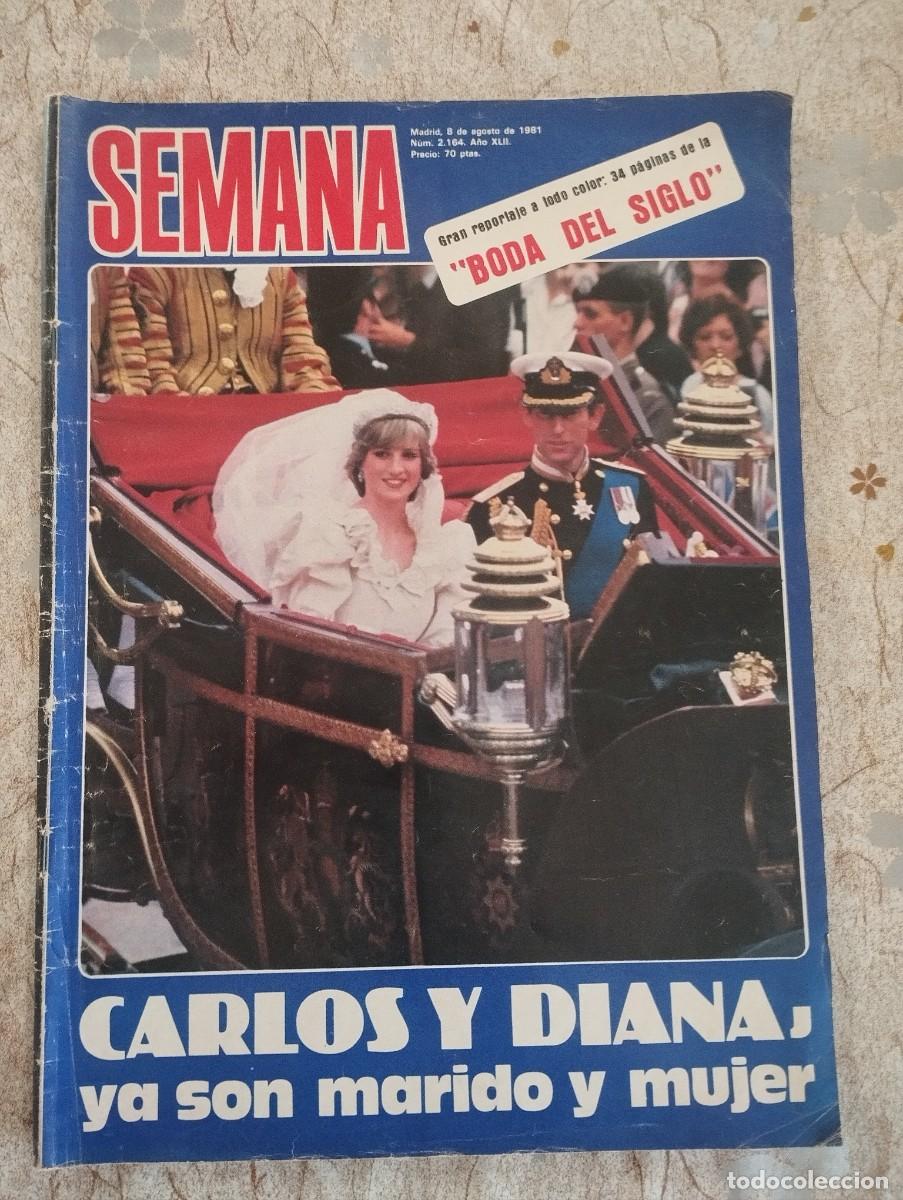 SEMANA
Madrid, 8 de agosto de 1981
Núm. 2.164. Año XLII.
Precio: 70 ptas.
Gran reportaje a todo color: 34 páginas de la
"BODA DEL SIGLO"
CARLOS Y DIANA,
ya son marido y mujer
todocoleccion